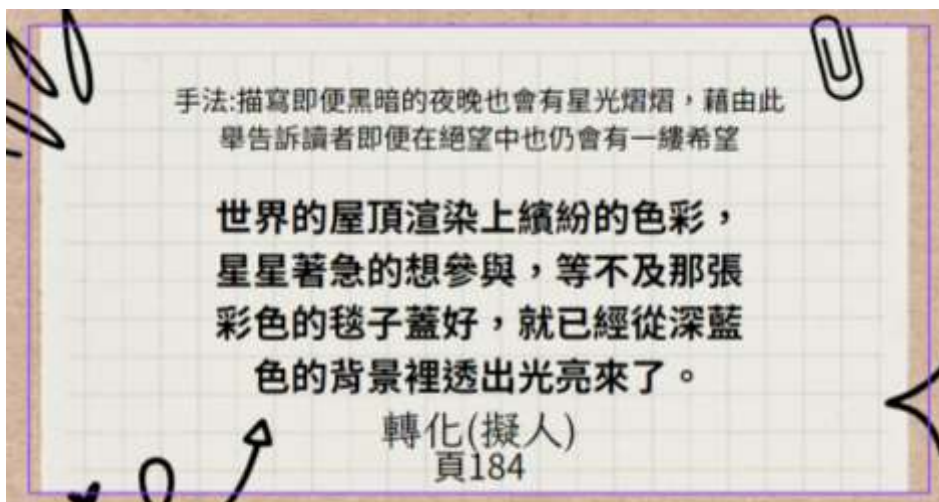 手法:描寫即便黑暗的夜晚也會有星光熠熠，藉由此
舉告訴讀者即便在絕望中也仍會有一縷希望
世界的屋頂渲染上繽紛的色彩，
星星著急的想參與，等不及那張
彩色的毯子蓋好，就已經從深藍
色的背景裡透出光亮來了。
轉化(擬人)
頁184